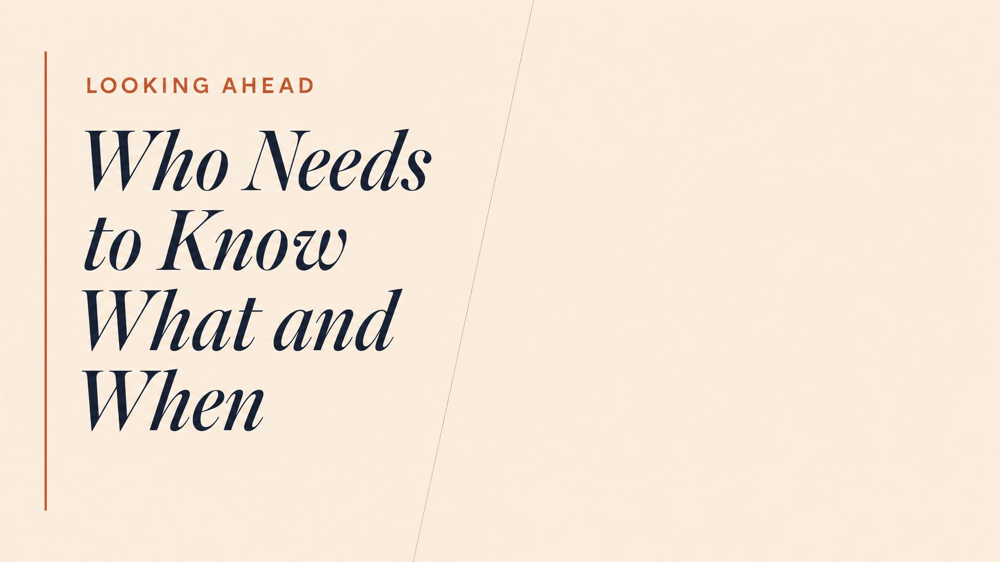 LOOKING AHEAD
Who Needs
to Know
What and
When